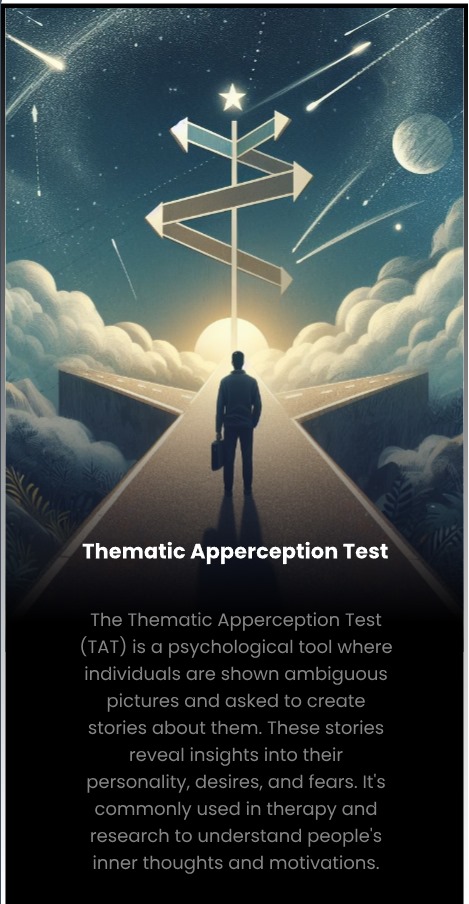 Thematic Apperception Test
The Thematic Apperception Test
(TAT) is a psychological tool where
individuals are shown ambiguous
pictures and asked to create
stories about them. These stories
reveal insights into their
personality, desires, and fears. It's
commonly used in therapy and
research to understand people's
inner thoughts and motivations.